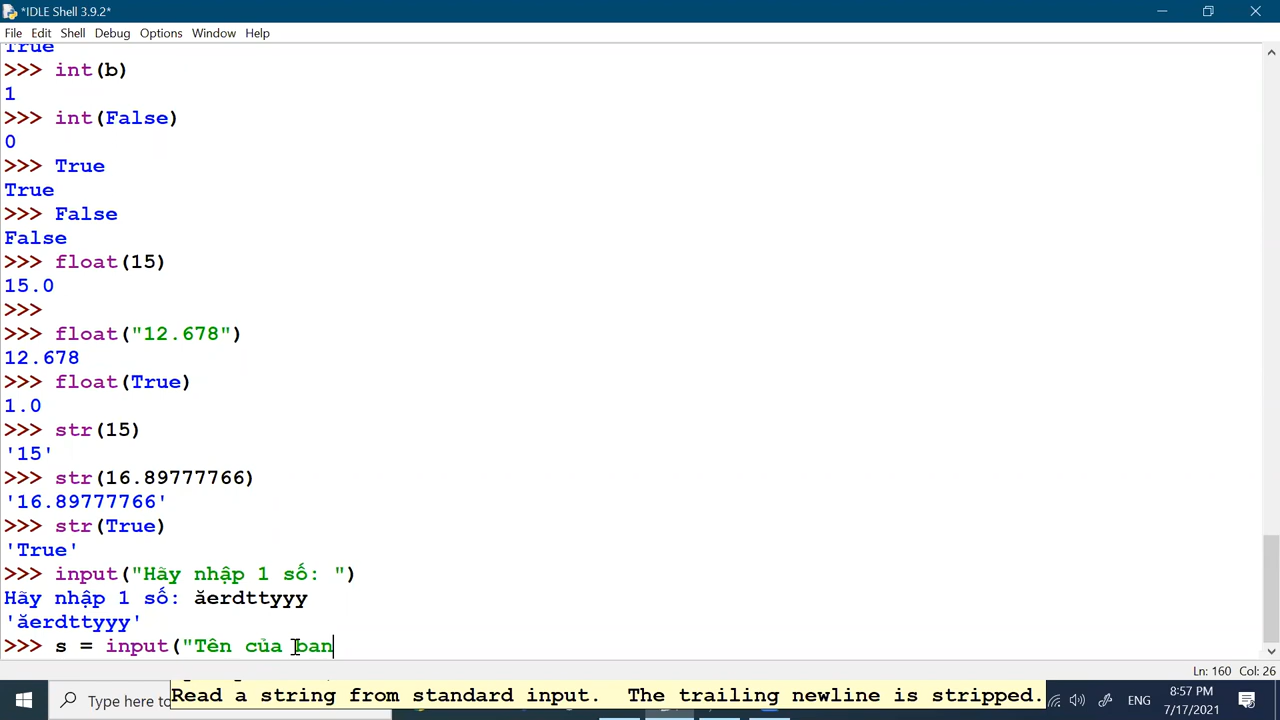 *IDLE Shell 3.9.2*
File Edit Shell Debug Options Window Help
True
>>> int(b)
1
>>> int(False)
0
>>> True
True
>>> False
False
>>> float(15)
15.0
>>>
>>> float("12.678")
12.678
>>> float(True)
1.0
>>> str(15)
'15'
>>> str(16.89777766)
'16.89777766'
>>> str(True)
'True'
>>> input("Hãy nhập 1 số: ")
Hãy nhập 1 số: ăerdttyyy
'ăerdttyyy'
>>> s = input("Tên của ban
Ln: 160 Col: 26
Type here to
Read a string from standard input.  The trailing newline is stripped.
ENG
8:57 PM
7/17/2021